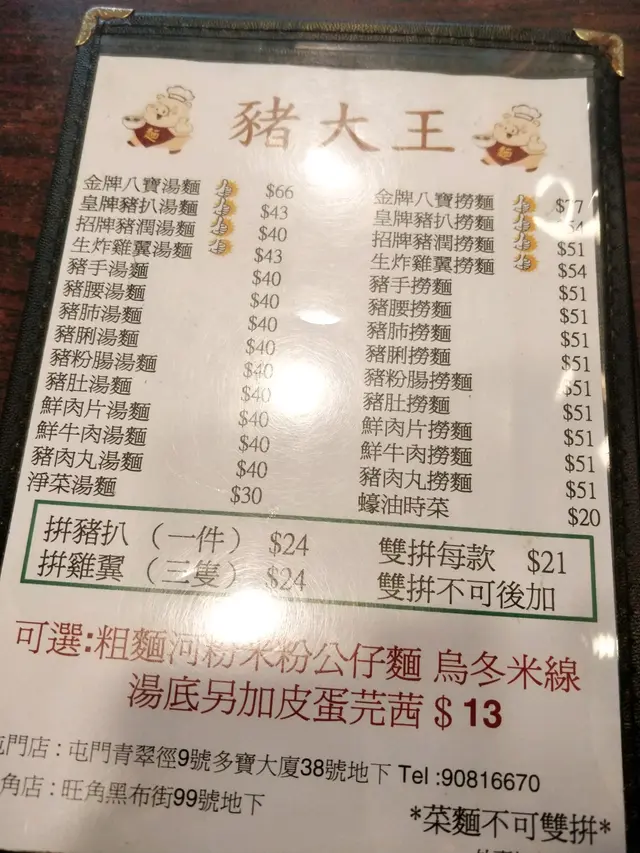 豬大王
金牌八寶湯麵 $66
皇牌豬扒湯麵 $43
招牌豬潤湯麵 $40
生炸雞翼湯麵 $43
豬手湯麵 $40
豬腰湯麵 $40
豬肺湯麵 $40
豬脷湯麵 $40
豬粉腸湯麵 $40
豬肚湯麵 $40
鮮肉片湯麵 $40
鮮牛肉湯麵 $40
豬肉丸湯麵 $40
淨菜湯麵 $30
金牌八寶撈麵 $77
皇牌豬扒撈麵 54
招牌豬潤撈麵 $51
生炸雞翼撈麵 $54
豬手撈麵 $51
豬腰撈麵 $51
豬肺撈麵 $51
豬脷撈麵 $51
豬粉腸撈麵 $51
豬肚撈麵 $51
鮮肉片撈麵 $51
鮮牛肉撈麵 $51
豬肉丸撈麵 $51
蠔油時菜 $20
拼豬扒（一件） $24
拼雞翼（三隻） $24
雙拼每款 $21
雙拼不可後加
可選:粗麵河粉米粉公仔麵 烏冬米線
湯底另加皮蛋芫茜 $ 13
屯門店 : 屯門青翠徑9號多寶大廈38號地下 Tel :90816670
角店 : 旺角黑布街99號地下
*菜麵不可雙拼*